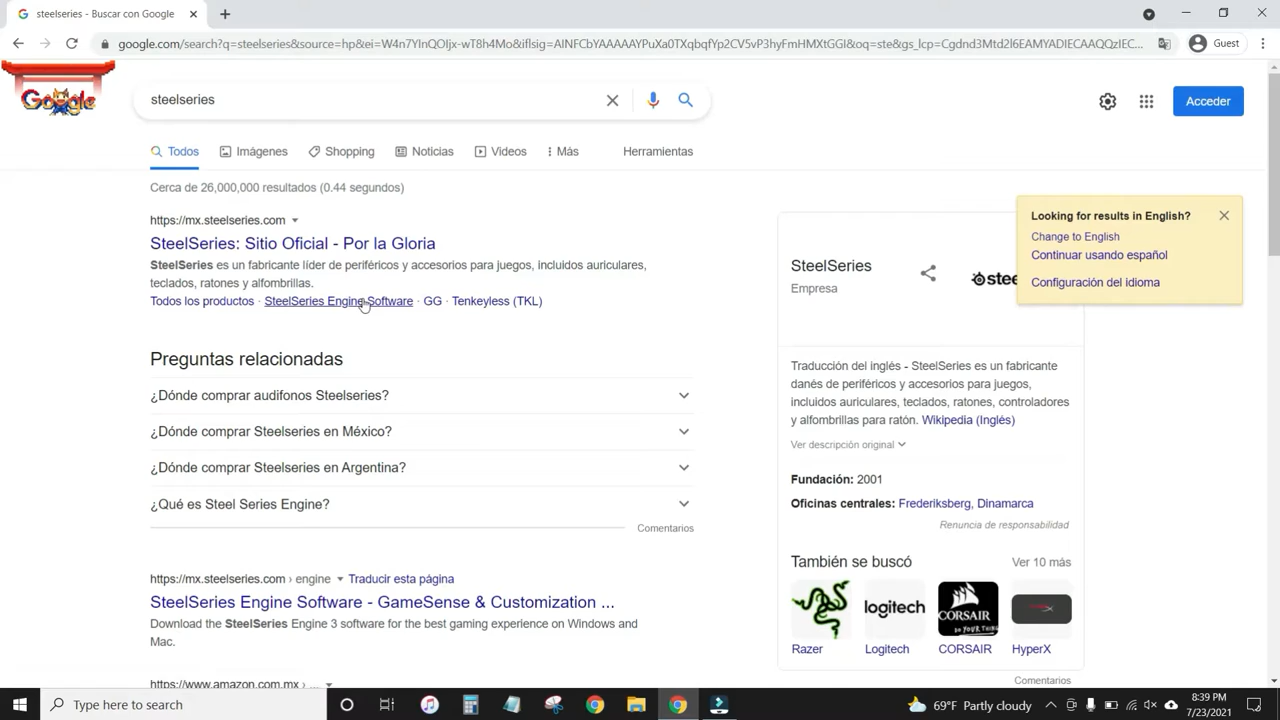 steelseries - Buscar con Google
google.com/search?q=steelseries&source=hp&ei=W4n7YInQOljx-wT8h4Mo&iflsig=AINFCbYAAAAAYPuXa0TXqbqfYp2CV5vP3hyFmHMXtGGI&oq=ste&gs_lcp=Cgdnd3Mtd2l6EAMYADIECAAQQzIEC...
Guest
Google
steelseries
Acceder
Todos
Imágenes
Shopping
Noticias
Videos
Más
Herramientas
Cerca de 26,000,000 resultados (0.44 segundos)
https://mx.steelseries.com
SteelSeries: Sitio Oficial - Por la Gloria
SteelSeries es un fabricante líder de periféricos y accesorios para juegos, incluidos auriculares,
teclados, ratones y alfombrillas.
Todos los productos · SteelSeries Engine Software · GG · Tenkeyless (TKL)
Preguntas relacionadas
¿Dónde comprar audifonos Steelseries?
¿Dónde comprar Steelseries en México?
¿Dónde comprar Steelseries en Argentina?
¿Qué es Steel Series Engine?
Comentarios
https://mx.steelseries.com › engine
Traducir esta página
SteelSeries Engine Software - GameSense & Customization ...
Download the SteelSeries Engine 3 software for the best gaming experience on Windows and
Mac.
https://www.amazon.com.mx › ...
Looking for results in English?
Change to English
Continuar usando español
Configuración del idioma
SteelSeries
Empresa
stee
Traducción del inglés - SteelSeries es un fabricante
danés de periféricos y accesorios para juegos,
incluidos auriculares, teclados, ratones, controladores
y alfombrillas para ratón. Wikipedia (Inglés)
Ver descripción original
Fundación: 2001
Oficinas centrales: Frederiksberg, Dinamarca
Renuncia de responsabilidad
También se buscó
Ver 10 más
logitech
CORSAIR
Razer
Logitech
CORSAIR
HyperX
Comentarios
Type here to search
69°F Partly cloudy
8:39 PM
7/23/2021